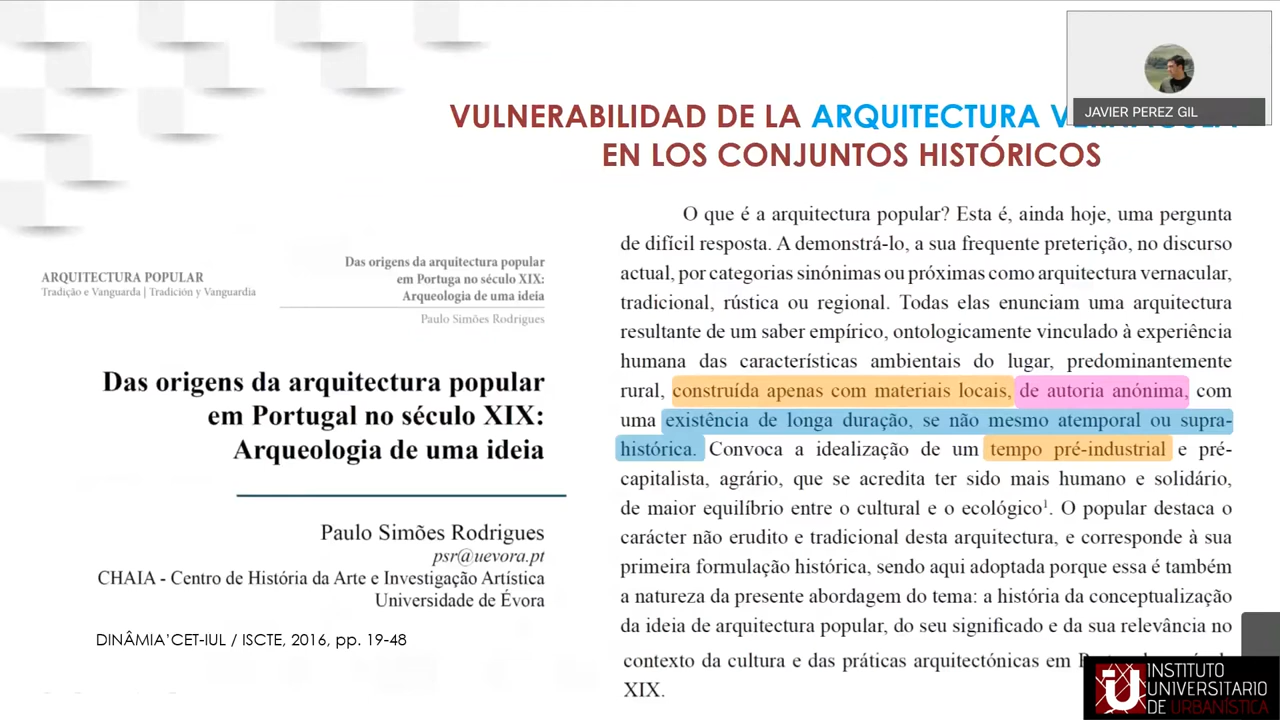 JAVIER PEREZ GIL
VULNERABILIDAD DE LA ARQUITECTURA
EN LOS CONJUNTOS HISTÓRICOS
ARQUITECTURA POPULAR
Tradição e Vanguarda | Tradición y Vanguardia
Das origens da arquitectura popular
em Portuga no século XIX:
Arqueologia de uma ideia
Paulo Simões Rodrigues
Das origens da arquitectura popular
em Portugal no século XIX:
Arqueologia de uma ideia
Paulo Simões Rodrigues
psr@uevora.pt
CHAIA - Centro de História da Arte e Investigação Artística
Universidade de Évora
DINÂMIA’CET-IUL / ISCTE, 2016, pp. 19-48
O que é a arquitectura popular? Esta é, ainda hoje, uma pergunta
de difícil resposta. A demonstrá-lo, a sua frequente preterição, no discurso
actual, por categorias sinónimas ou próximas como arquitectura vernacular,
tradicional, rústica ou regional. Todas elas enunciam uma arquitectura
resultante de um saber empírico, ontologicamente vinculado à experiência
humana das características ambientais do lugar, predominantemente
rural, construída apenas com materiais locais, de autoria anónima, com
uma existência de longa duração, se não mesmo atemporal ou supra-
histórica. Convoca a idealização de um tempo pré-industrial e pré-
capitalista, agrário, que se acredita ter sido mais humano e solidário,
de maior equilíbrio entre o cultural e o ecológico¹. O popular destaca o
carácter não erudito e tradicional desta arquitectura, e corresponde à sua
primeira formulação histórica, sendo aqui adoptada porque essa é também
a natureza da presente abordagem do tema: a história da conceptualização
da ideia de arquitectura popular, do seu significado e da sua relevância no
contexto da cultura e das práticas arquitectónicas em
XIX.
IU
INSTITUTO
UNIVERSITARIO
DE URBANÍSTICA